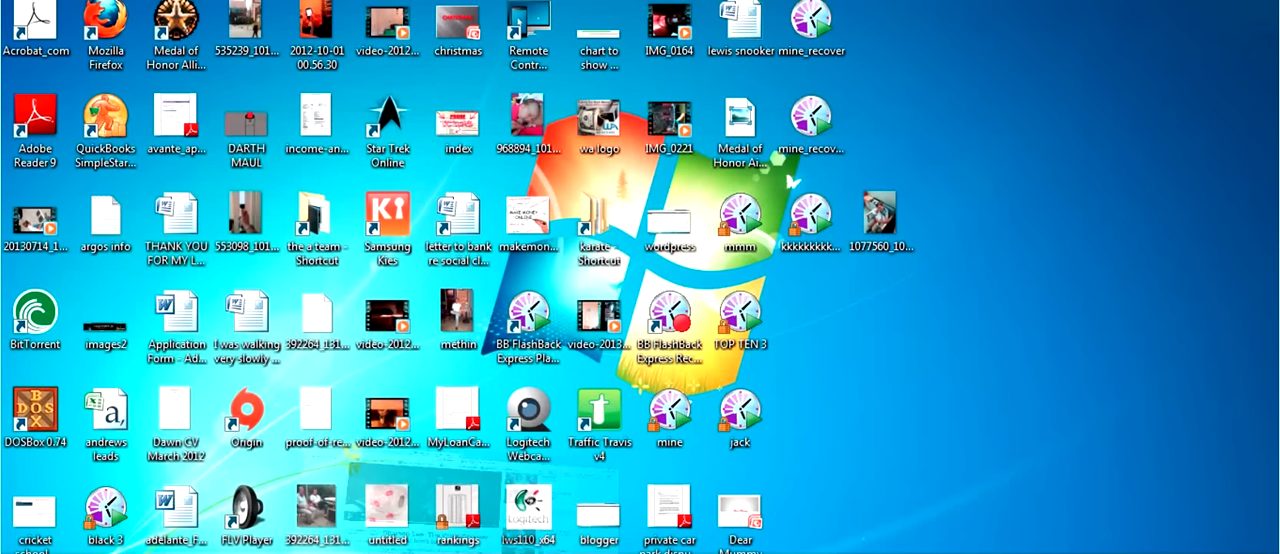 Acrobat_com
Mozilla
Firefox
Medal of
Honor Alli...
535239_101...
2012-10-01
00.56.30
video-2012...
christmas
Remote
Contr...
chart to
show ...
IMG_0164
lewis snooker
mine_recover
Adobe
Reader 9
QuickBooks
SimpleStar...
avante_ap...
DARTH
MAUL
income-an...
Star Trek
Online
index
968894_101...
wa logo
IMG_0221
Medal of
Honor Ai...
mine_recov...
20130714_1...
argos info
THANK YOU
FOR MY L...
553098_101...
the a team -
Shortcut
Samsung
Kies
letter to bank
re social cl...
MAKE MONEY
ONLINE
makemon...
karate -
Shortcut
wordpress
mmm
kkkkkkkkk...
1077560_10...
BitTorrent
images2
Application
Form - Ad...
I was walking
very slowly ...
392264_131...
video-2012...
methin
BB FlashBack
Express Pla...
video-2013...
BB FlashBack
Express Rec...
TOP TEN 3
DOSBox 0.74
andrews
leads
Dawn CV
March 2012
Origin
proof-of-re...
video-2012...
MyLoanCa...
Logitech
Webca...
Traffic Travis
v4
mine
jack
cricket
school...
black 3
adelante_F...
FLV Player
392264_131...
untitled
rankings
Logitech
lws110_x64
blogger
private car
park dispu...
Dear
Mummy...